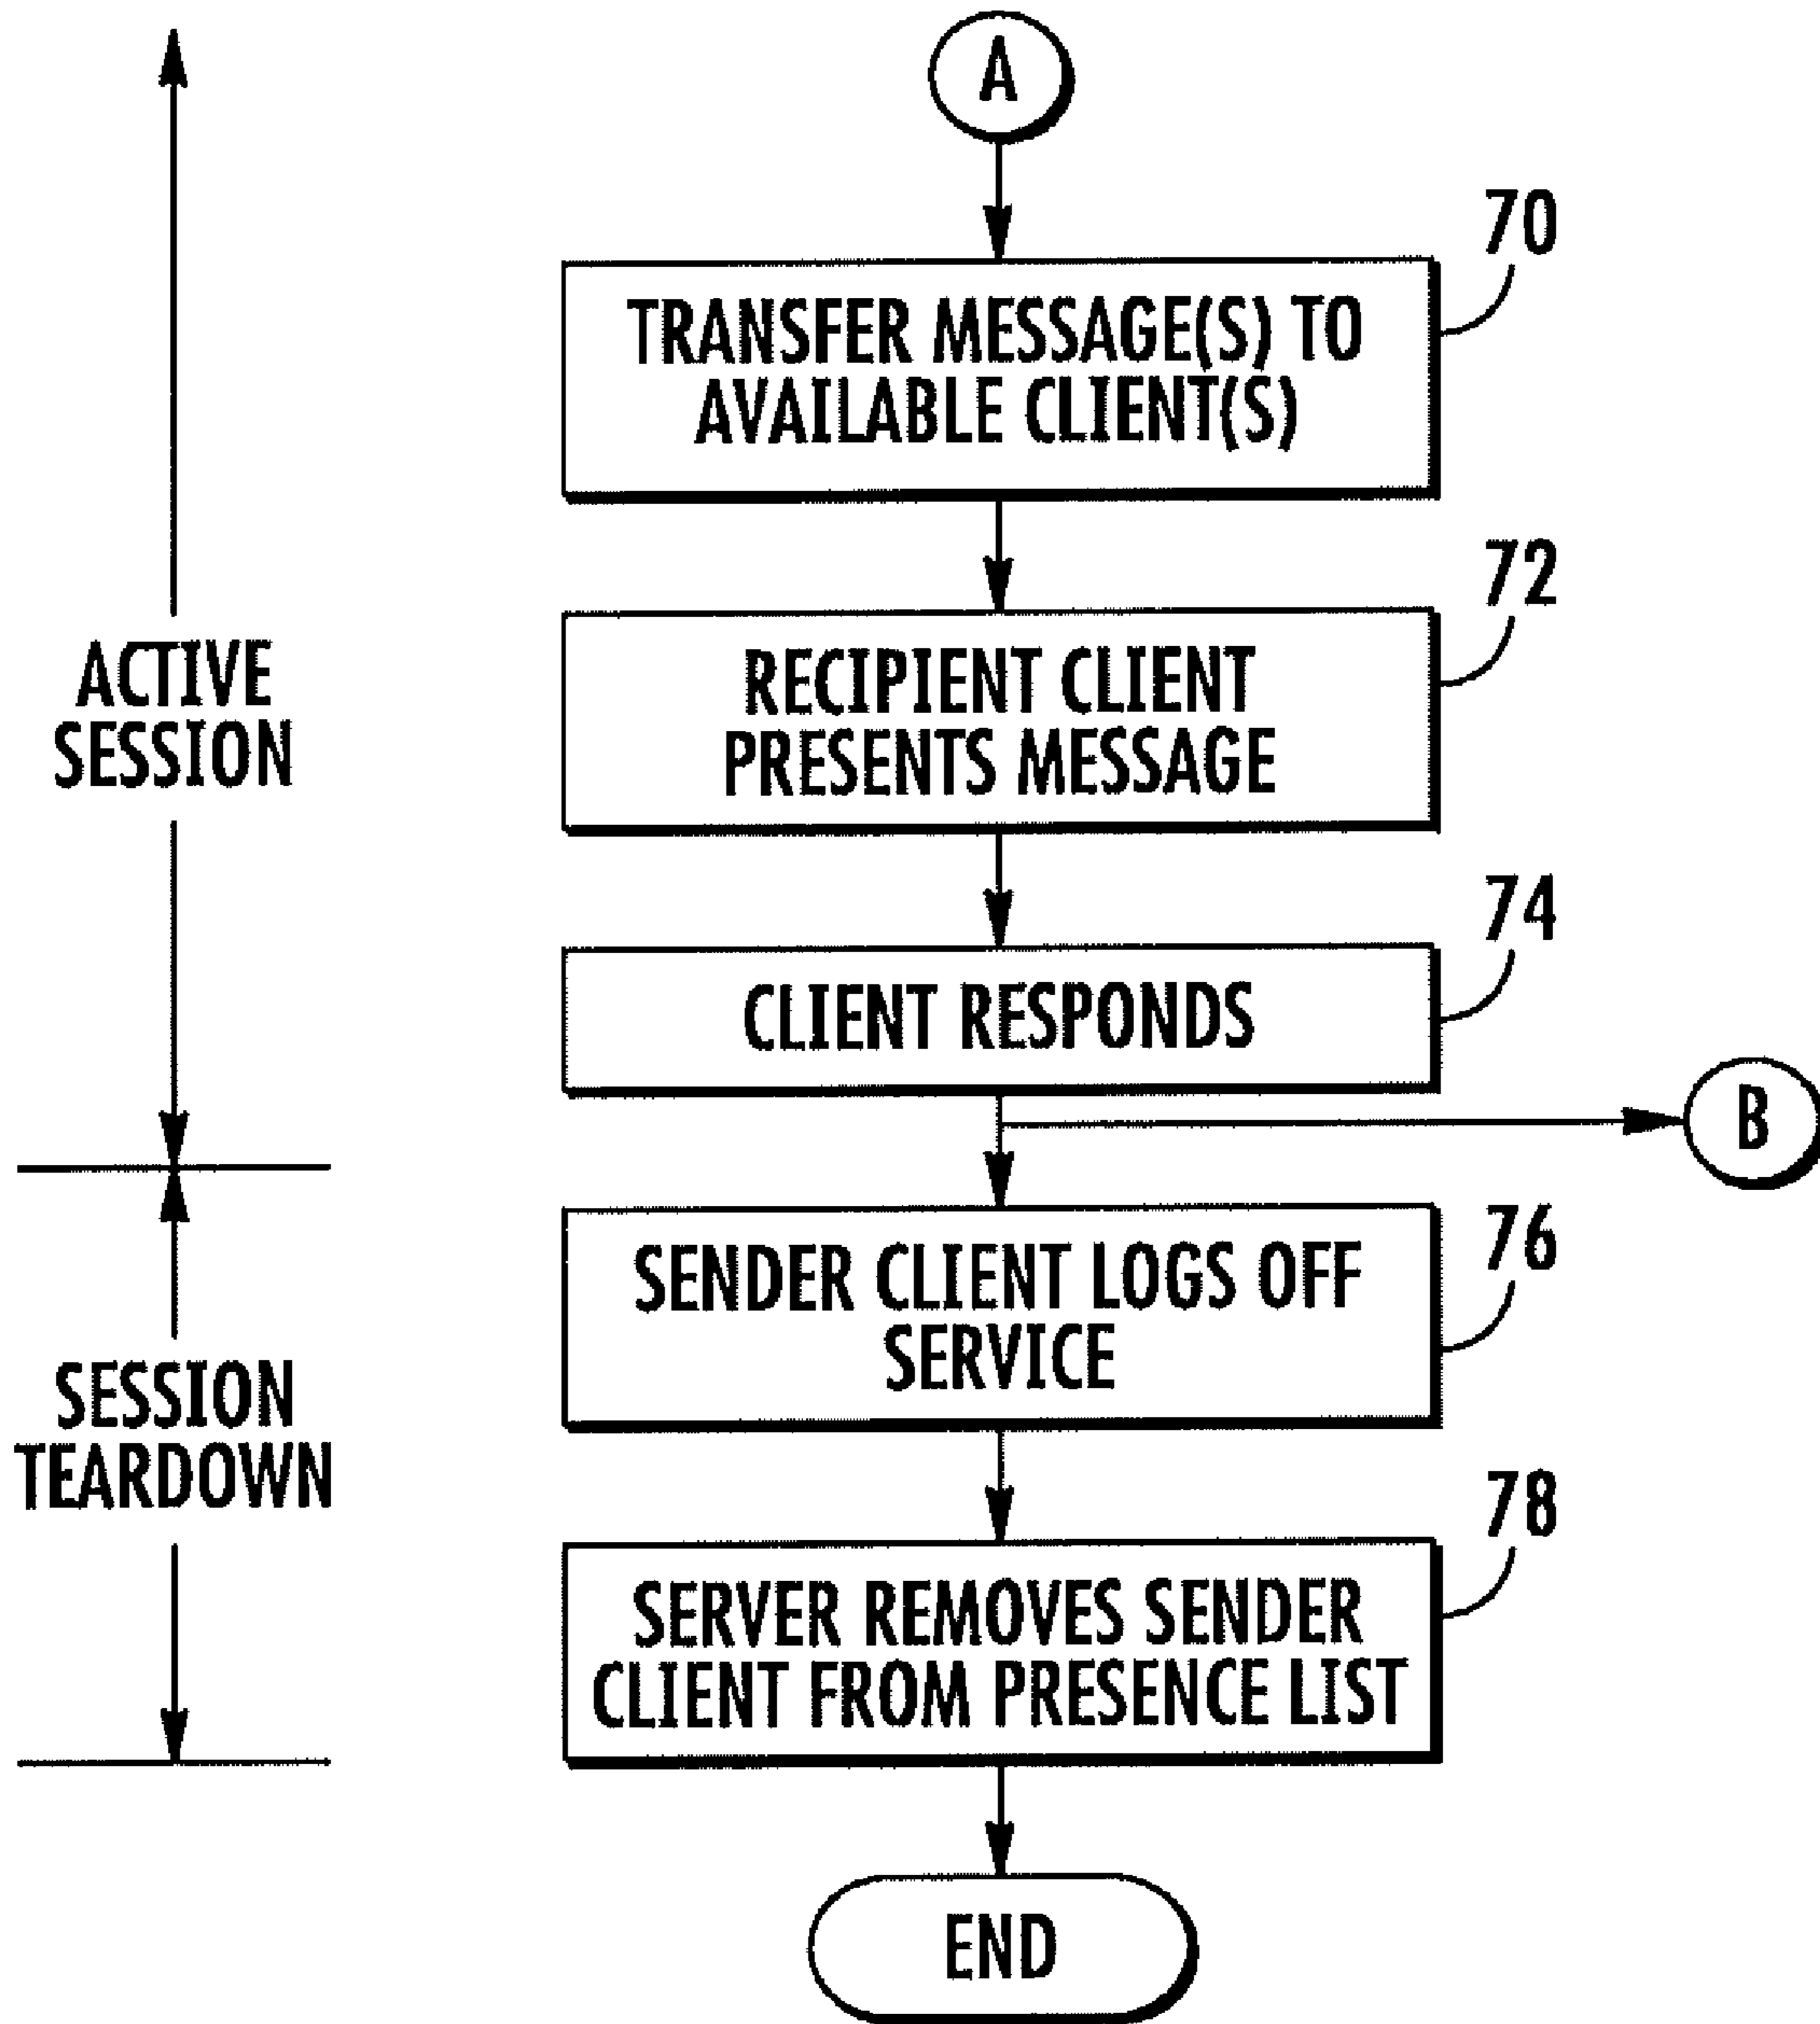 A
70
TRANSFER MESSAGE(S) TO
AVAILABLE CLIENT(S)
72
RECIPIENT CLIENT
PRESENTS MESSAGE
ACTIVE
SESSION
74
CLIENT RESPONDS
B
76
SENDER CLIENT LOGS OFF
SERVICE
SESSION
TEARDOWN
78
SERVER REMOVES SENDER
CLIENT FROM PRESENCE LIST
END